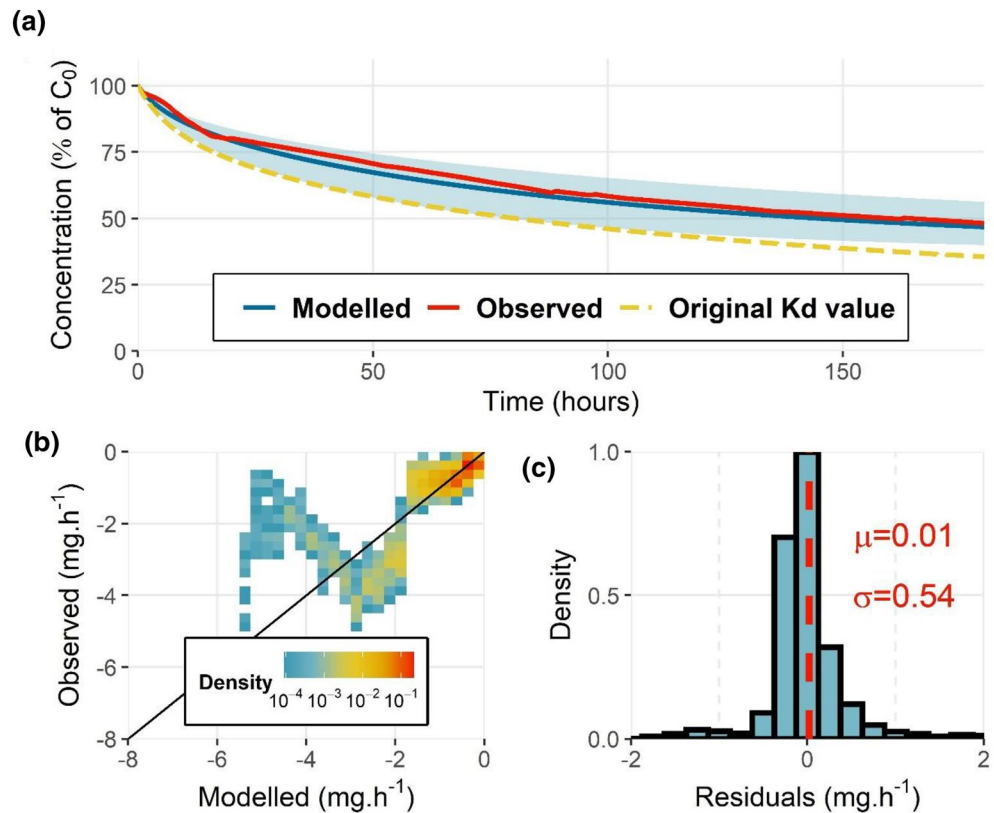 (a)
Concentration (% of C₀)
100
75
50
25
0
Modelled Observed Original Kd value
0 50 100 150
Time (hours)
(b)
Observed (mg.h⁻¹)
0
-2
-4
-6
-8
Density
10⁻⁴ 10⁻³ 10⁻² 10⁻¹
-8 -6 -4 -2 0
Modelled (mg.h⁻¹)
(c)
Density
1.0
0.5
0.0
μ=0.01
σ=0.54
-2 -1 0 1 2
Residuals (mg.h⁻¹)